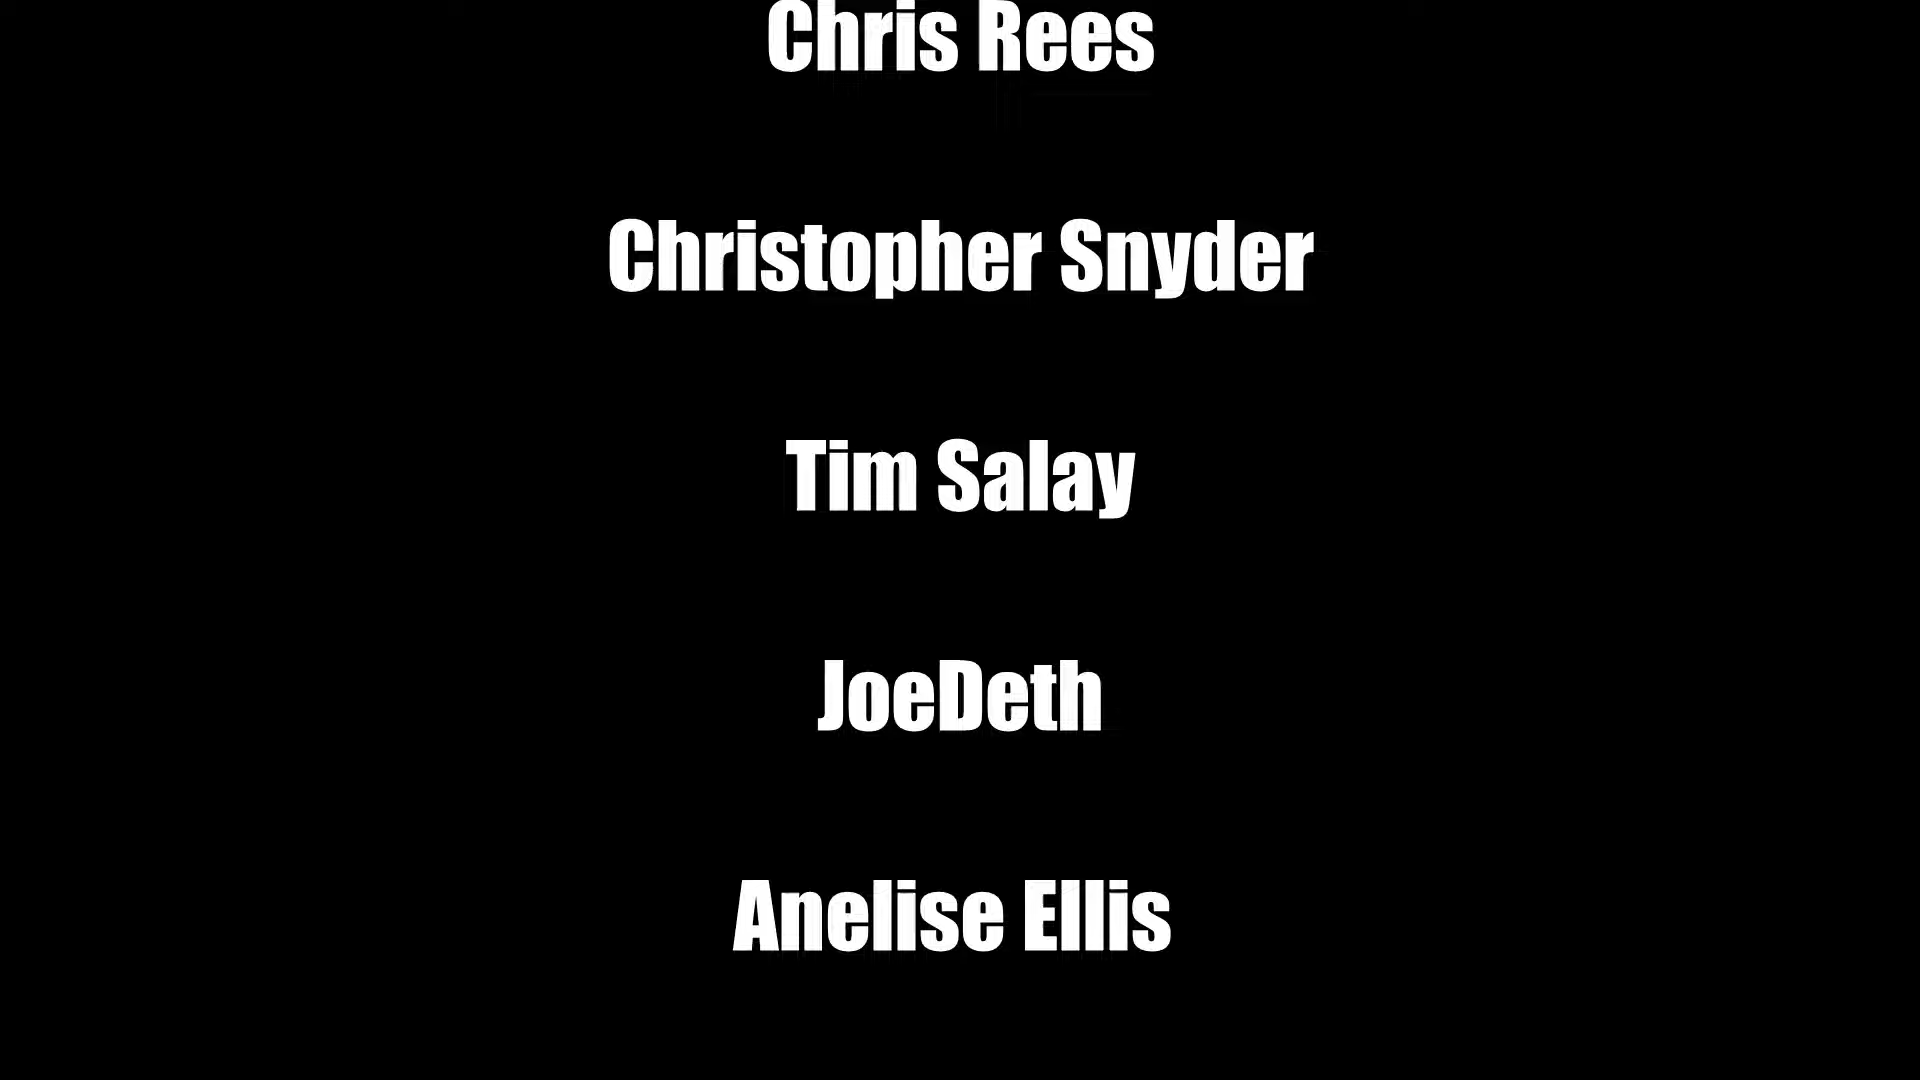 Chris Rees
Christopher Snyder
Tim Salay
JoeDeth
Anelise Ellis